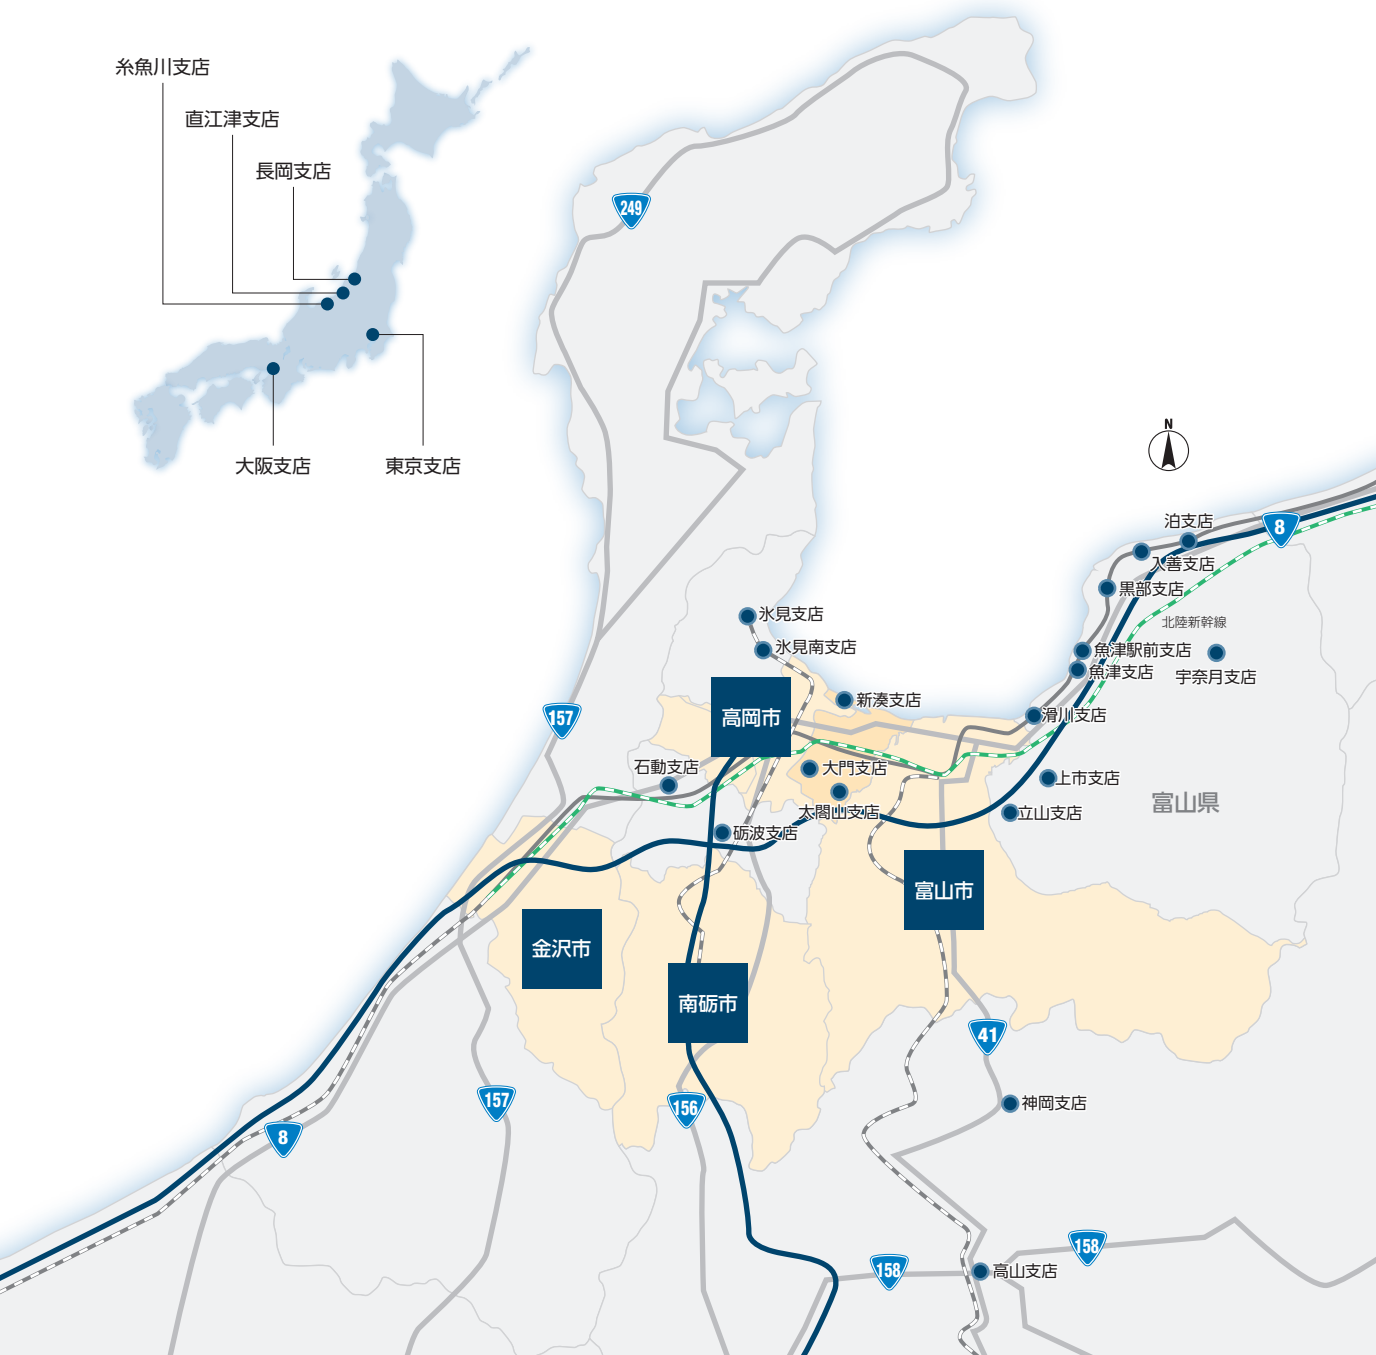 糸魚川支店
直江津支店
長岡支店
大阪支店
東京支店
249
N
泊支店
8
入善支店
黒部支店
北陸新幹線
氷見支店
氷見南支店
魚津駅前支店
魚津支店
宇奈月支店
新湊支店
滑川支店
157
高岡市
石動支店
大門支店
上市支店
太閤山支店
立山支店
富山県
砺波支店
富山市
金沢市
南砺市
41
157
156
神岡支店
8
158
158
高山支店